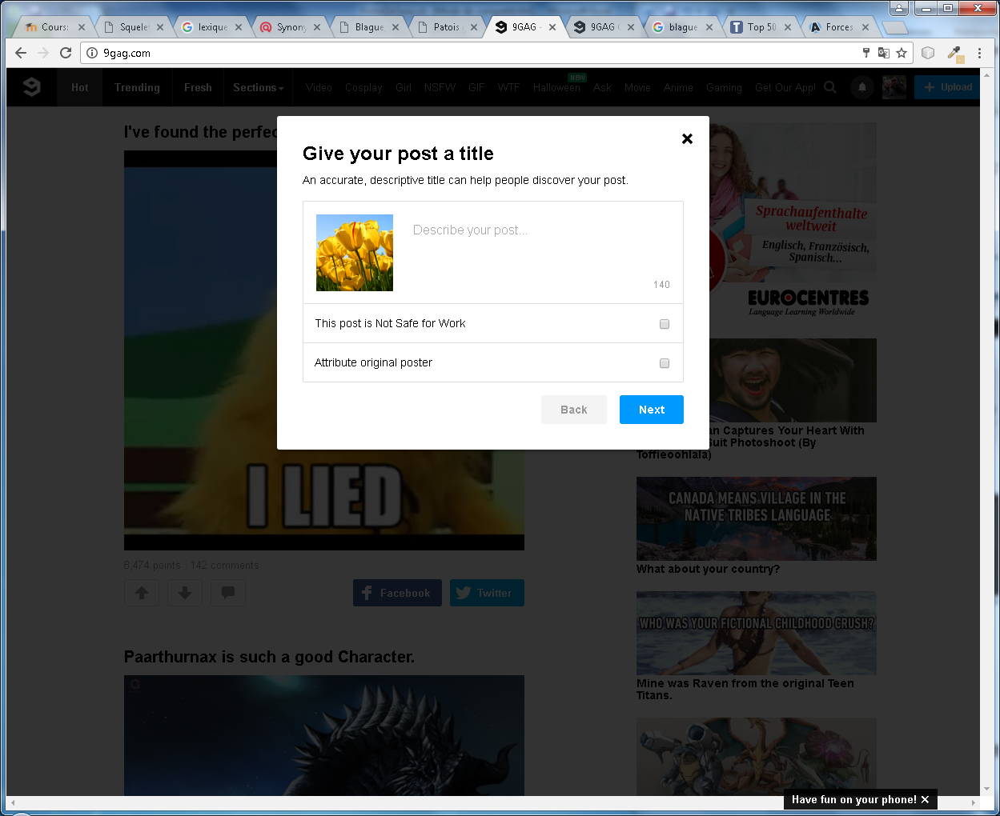 Cours:
Squelet
lexique
Synony
Blague
Patois
9GAG -
9GAG
blague
Top 50
Forces
9gag.com
Hot
Trending
Fresh
Sections
Video
Cosplay
Girl
NSFW
GIF
WTF
Halloween
NEW
Ask
Movie
Anime
Gaming
Get Our App!
Upload
I've found the perfec
Give your post a title
An accurate, descriptive title can help people discover your post.
Describe your post...
140
This post is Not Safe for Work
Attribute original poster
Back
Next
I LIED
8,474 points · 142 comments
Facebook
Twitter
Paarthurnax is such a good Character.
Sprachaufenthalte
weltweit
Englisch, Französisch,
Spanisch...
EUROCENTRES
Language Learning Worldwide
an Captures Your Heart With
Suit Photoshoot (By
Toffieoohlala)
CANADA MEANS VILLAGE IN THE
NATIVE TRIBES LANGUAGE
What about your country?
WHO WAS YOUR FICTIONAL CHILDHOOD CRUSH?
Mine was Raven from the original Teen
Titans.
Have fun on your phone!